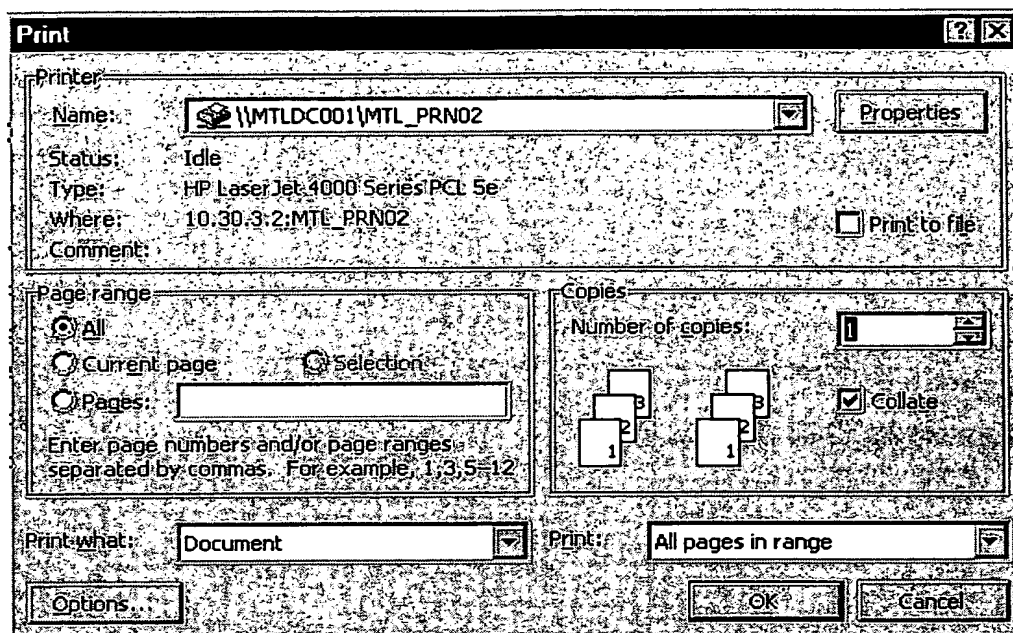 Print
Printer
Name: \\MTLDC001\MTL_PRN02 Properties
Status: Idle
Type: HP LaserJet 4000 Series PCL 5e
Where: 10.30.3.2:MTL_PRN02 Print to file
Comment:
Page range
All
Current page Selection
Pages:
Enter page numbers and/or page ranges
separated by commas. For example, 1,3,5-12
Copies
Number of copies: 1
3 3
2 2
1 1
Collate
Print what: Document Print: All pages in range
Options... OK Cancel